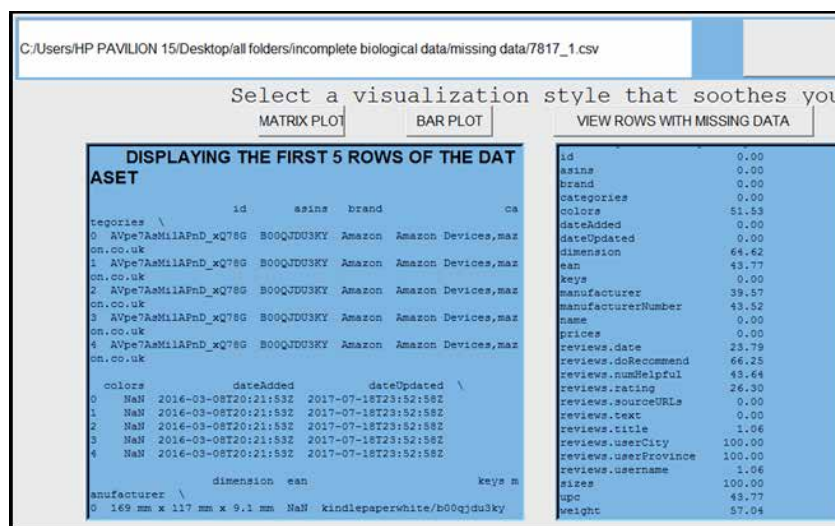 C:/Users/HP PAVILION 15/Desktop/all folders/incomplete biological data/missing data/7817_1.csv
Select a visualization style that soothes you
MATRIX PLOT
BAR PLOT
VIEW ROWS WITH MISSING DATA
DISPLAYING THE FIRST 5 ROWS OF THE DAT
ASET
id asins brand ca
tegories \
0 AVpe7AsMilAPnD_xQ78G B00QJDU3KY Amazon Amazon Devices,maz
on.co.uk
1 AVpe7AsMilAPnD_xQ78G B00QJDU3KY Amazon Amazon Devices,maz
on.co.uk
2 AVpe7AsMilAPnD_xQ78G B00QJDU3KY Amazon Amazon Devices,maz
on.co.uk
3 AVpe7AsMilAPnD_xQ78G B00QJDU3KY Amazon Amazon Devices,maz
on.co.uk
4 AVpe7AsMilAPnD_xQ78G B00QJDU3KY Amazon Amazon Devices,maz
on.co.uk
colors dateAdded dateUpdated \
0 NaN 2016-03-08T20:21:53Z 2017-07-18T23:52:58Z
1 NaN 2016-03-08T20:21:53Z 2017-07-18T23:52:58Z
2 NaN 2016-03-08T20:21:53Z 2017-07-18T23:52:58Z
3 NaN 2016-03-08T20:21:53Z 2017-07-18T23:52:58Z
4 NaN 2016-03-08T20:21:53Z 2017-07-18T23:52:58Z
dimension ean keys m
anufacturer \
0 169 mm x 117 mm x 9.1 mm NaN kindlepaperwhite/b00qjdu3ky
id 0.00
asins 0.00
brand 0.00
categories 0.00
colors 51.53
dateAdded 0.00
dateUpdated 0.00
dimension 64.62
ean 43.77
keys 0.00
manufacturer 39.57
manufacturerNumber 43.52
name 0.00
prices 0.00
reviews.date 23.79
reviews.doRecommend 66.25
reviews.numHelpful 43.64
reviews.rating 26.30
reviews.sourceURLs 0.00
reviews.text 0.00
reviews.title 1.06
reviews.userCity 100.00
reviews.userProvince 100.00
reviews.username 1.06
sizes 100.00
upc 43.77
weight 57.04